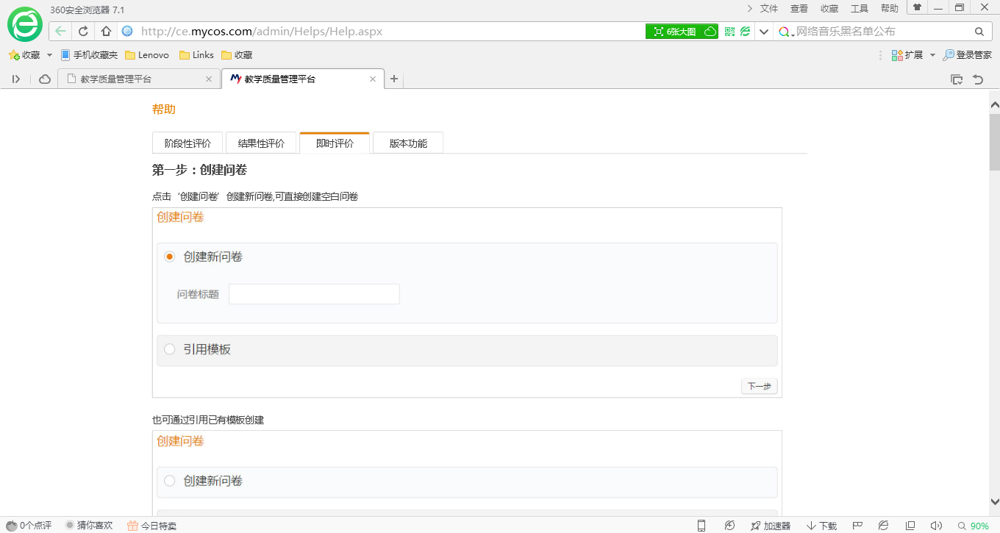 360安全浏览器 7.1
文件 查看 收藏 工具 帮助
http://ce.mycos.com/admin/Helps/Help.aspx 6张大图 网络音乐黑名单公布
收藏 手机收藏夹 Lenovo Links 收藏 扩展 登录管家
教学质量管理平台 教学质量管理平台
帮助
阶段性评价 结果性评价 即时评价 版本功能
第一步：创建问卷
点击‘创建问卷’创建新问卷,可直接创建空白问卷
创建问卷
创建新问卷
问卷标题
引用模板
下一步
也可通过引用已有模板创建
创建问卷
创建新问卷
0个点评 猜你喜欢 今日特卖 加速器 下载 90%